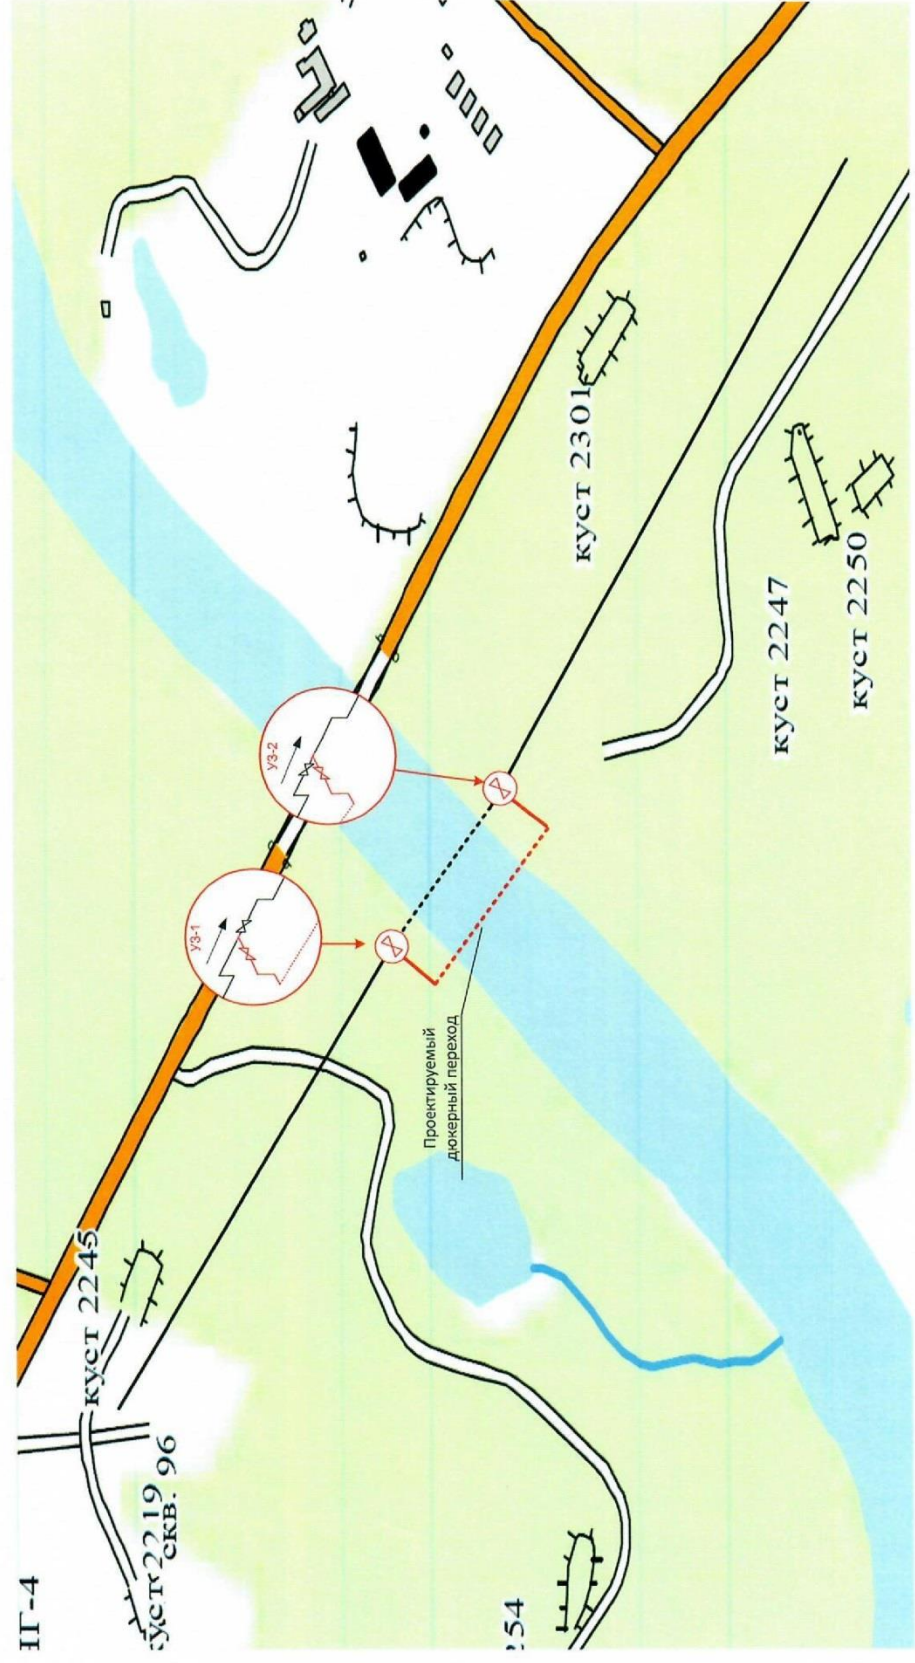 НГ-4
куст 2219
скв. 96
куст 2245
254
УЗ-1
УЗ-2
Проектируемый
дюкерный переход
куст 2301
куст 2247
куст 2250